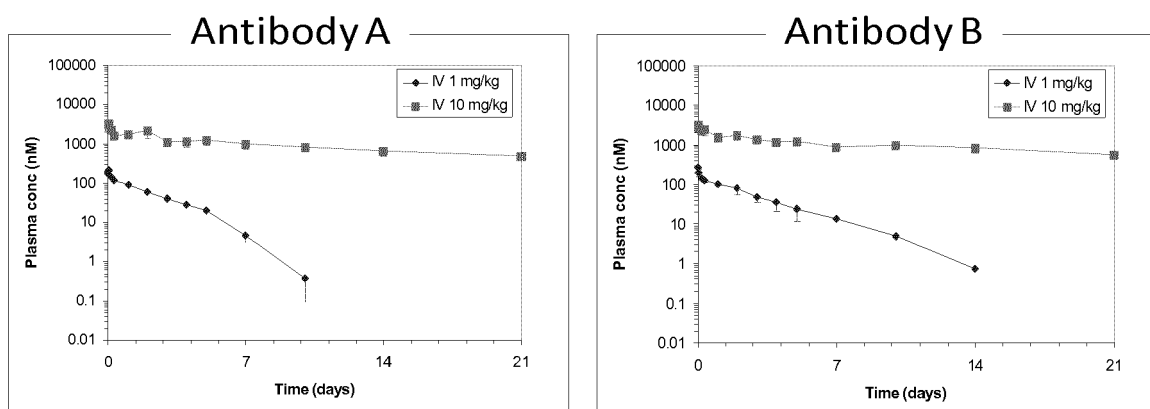 Antibody A
Plasma conc (nM)
100000
10000
1000
100
10
1
0.1
0.01
0
7
14
21
Time (days)
IV 1 mg/kg
IV 10 mg/kg
Antibody B
Plasma conc (nM)
100000
10000
1000
100
10
1
0.1
0.01
0
7
14
21
Time (days)
IV 1 mg/kg
IV 10 mg/kg